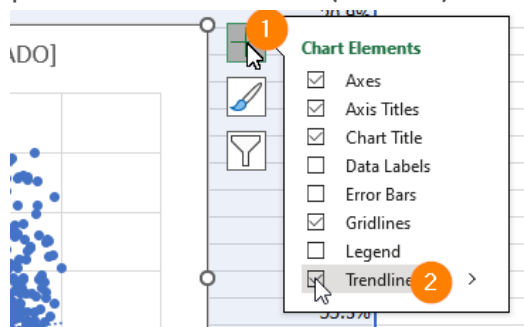 ADO]
1
Chart Elements
Axes
Axis Titles
Chart Title
Data Labels
Error Bars
Gridlines
Legend
Trendline
2